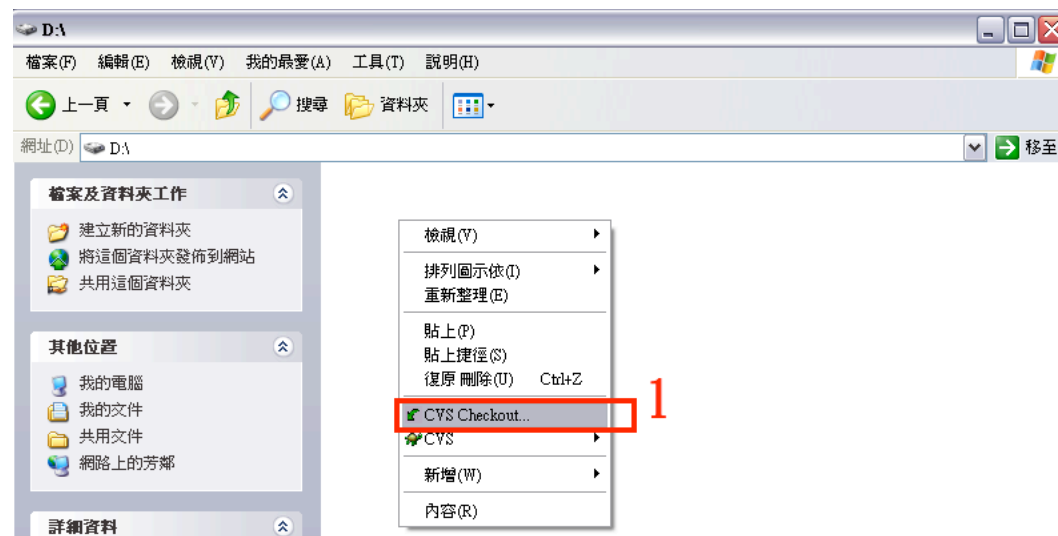 D:\
檔案(F) 編輯(E) 檢視(V) 我的最愛(A) 工具(T) 說明(H)
上一頁 搜尋 資料夾
網址(D) D:\ 移至
檔案及資料夾工作
建立新的資料夾
將這個資料夾發佈到網站
共用這個資料夾
其他位置
我的電腦
我的文件
共用文件
網路上的芳鄰
詳細資料
檢視(V)
排列圖示依(I)
重新整理(E)
貼上(P)
貼上捷徑(S)
復原 刪除(U) Ctrl+Z
CVS Checkout...
1
CVS
新增(W)
內容(R)